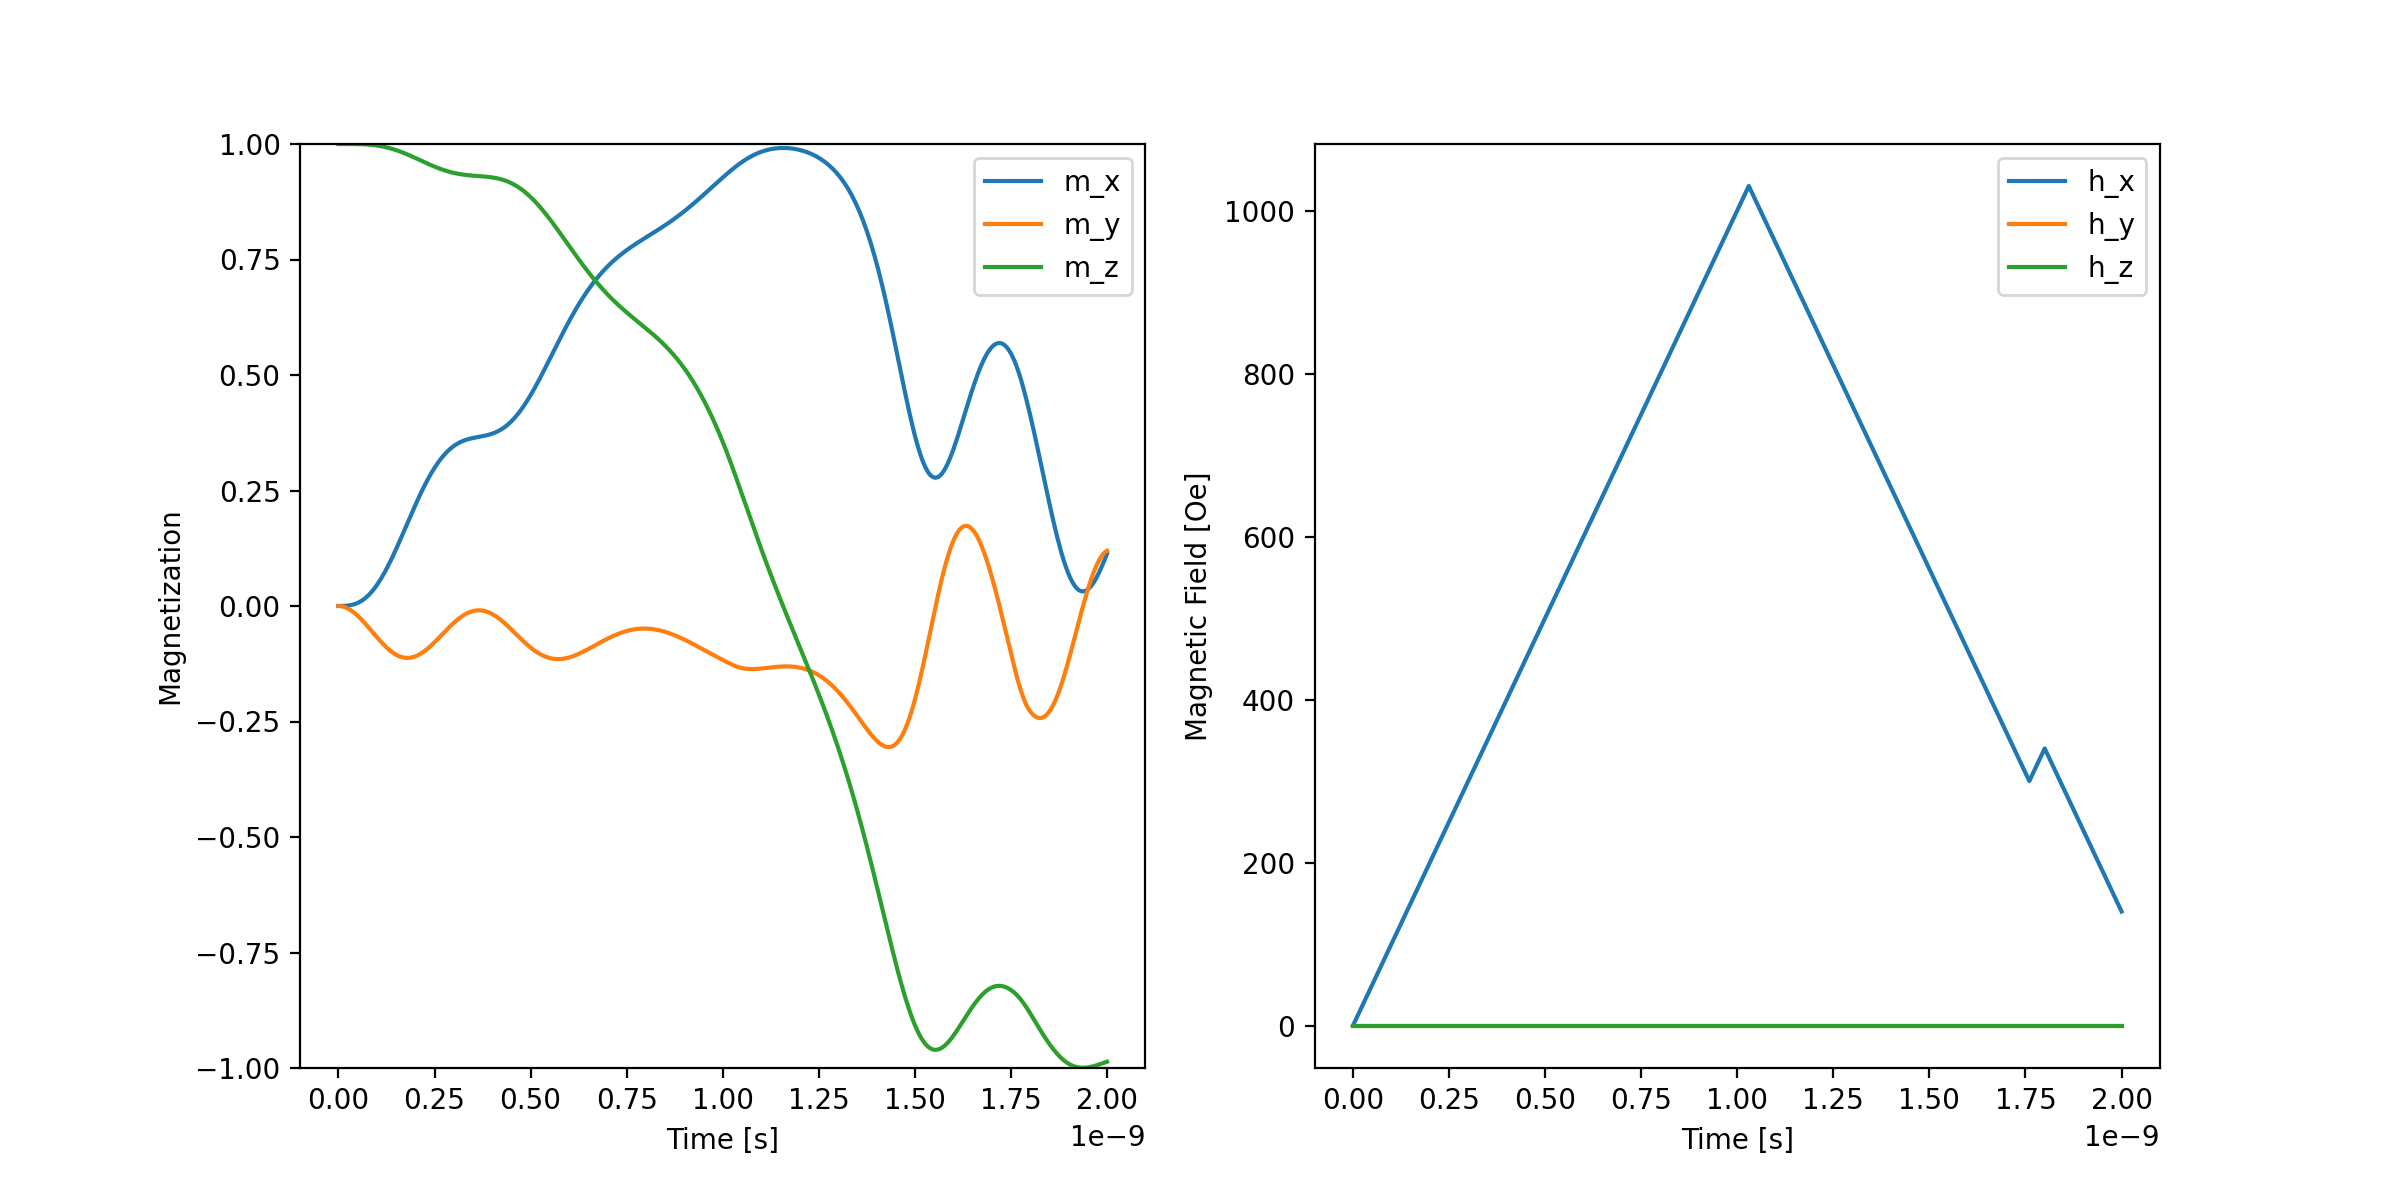 1.00
0.75
0.50
0.25
0.00
−0.25
−0.50
−0.75
−1.00
Magnetization
m_x
m_y
m_z
0.00 0.25 0.50 0.75 1.00 1.25 1.50 1.75 2.00
Time [s]
1e−9
1000
800
600
400
200
0
Magnetic Field [Oe]
h_x
h_y
h_z
0.00 0.25 0.50 0.75 1.00 1.25 1.50 1.75 2.00
Time [s]
1e−9